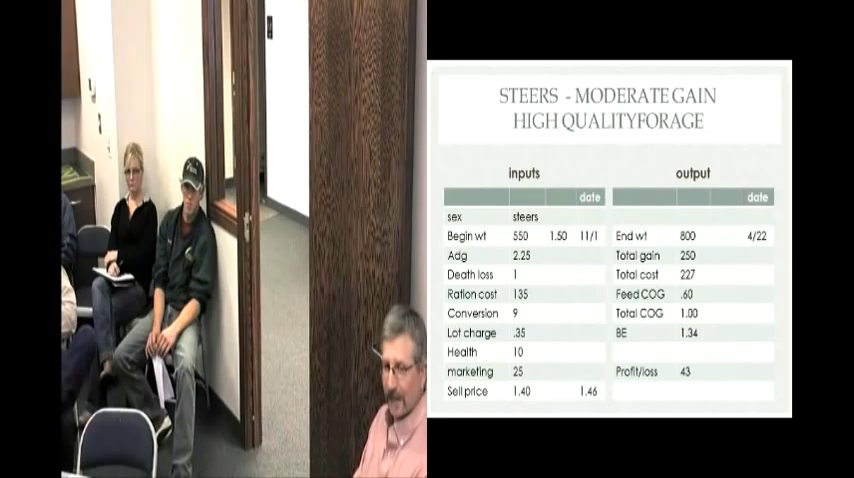 STEERS - MODERATE GAIN
HIGH QUALITYFORAGE
inputs
output
date
date
sex steers
Begin wt 550 1.50 11/1 End wt 800 4/22
Adg 2.25 Total gain 250
Death loss 1 Total cost 227
Ration cost 135 Feed COG .60
Conversion 9 Total COG 1.00
Lot charge .35 BE 1.34
Health 10
marketing 25 Profit/loss 43
Sell price 1.40 1.46